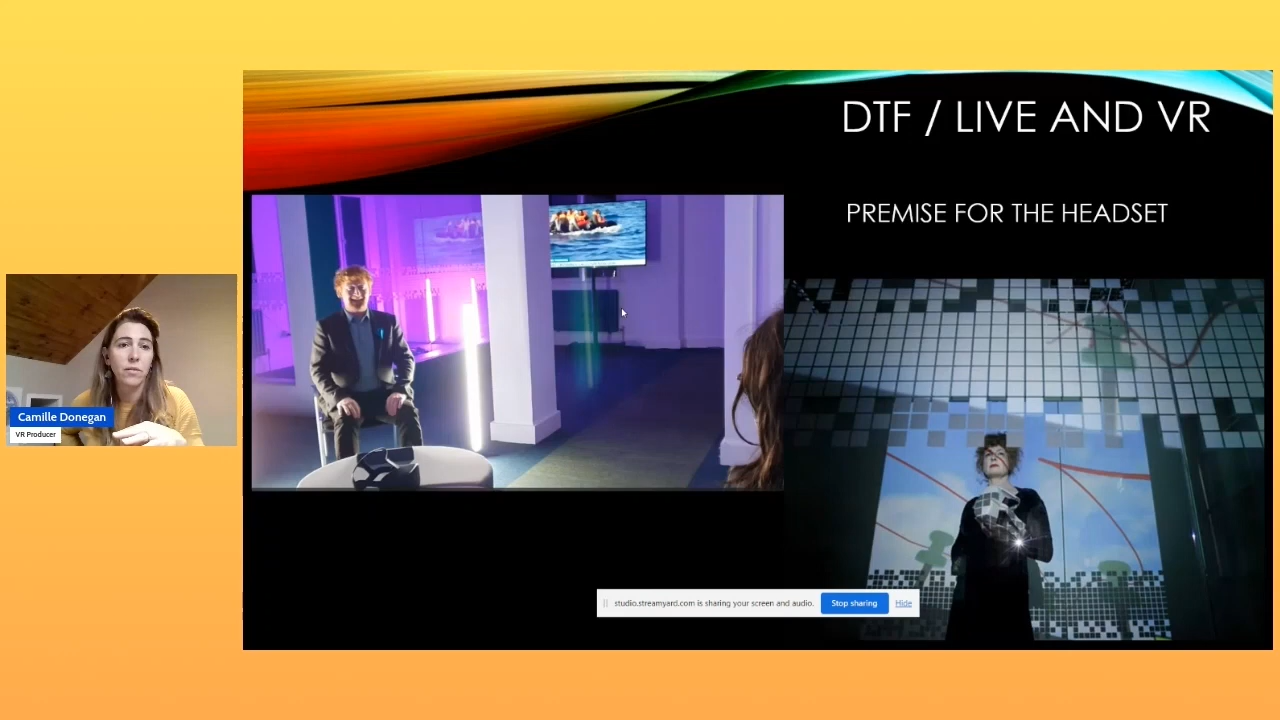 DTF / LIVE AND VR
PREMISE FOR THE HEADSET
Camille Donegan
VR Producer
studio.streamyard.com is sharing your screen and audio.
Stop sharing
Hide